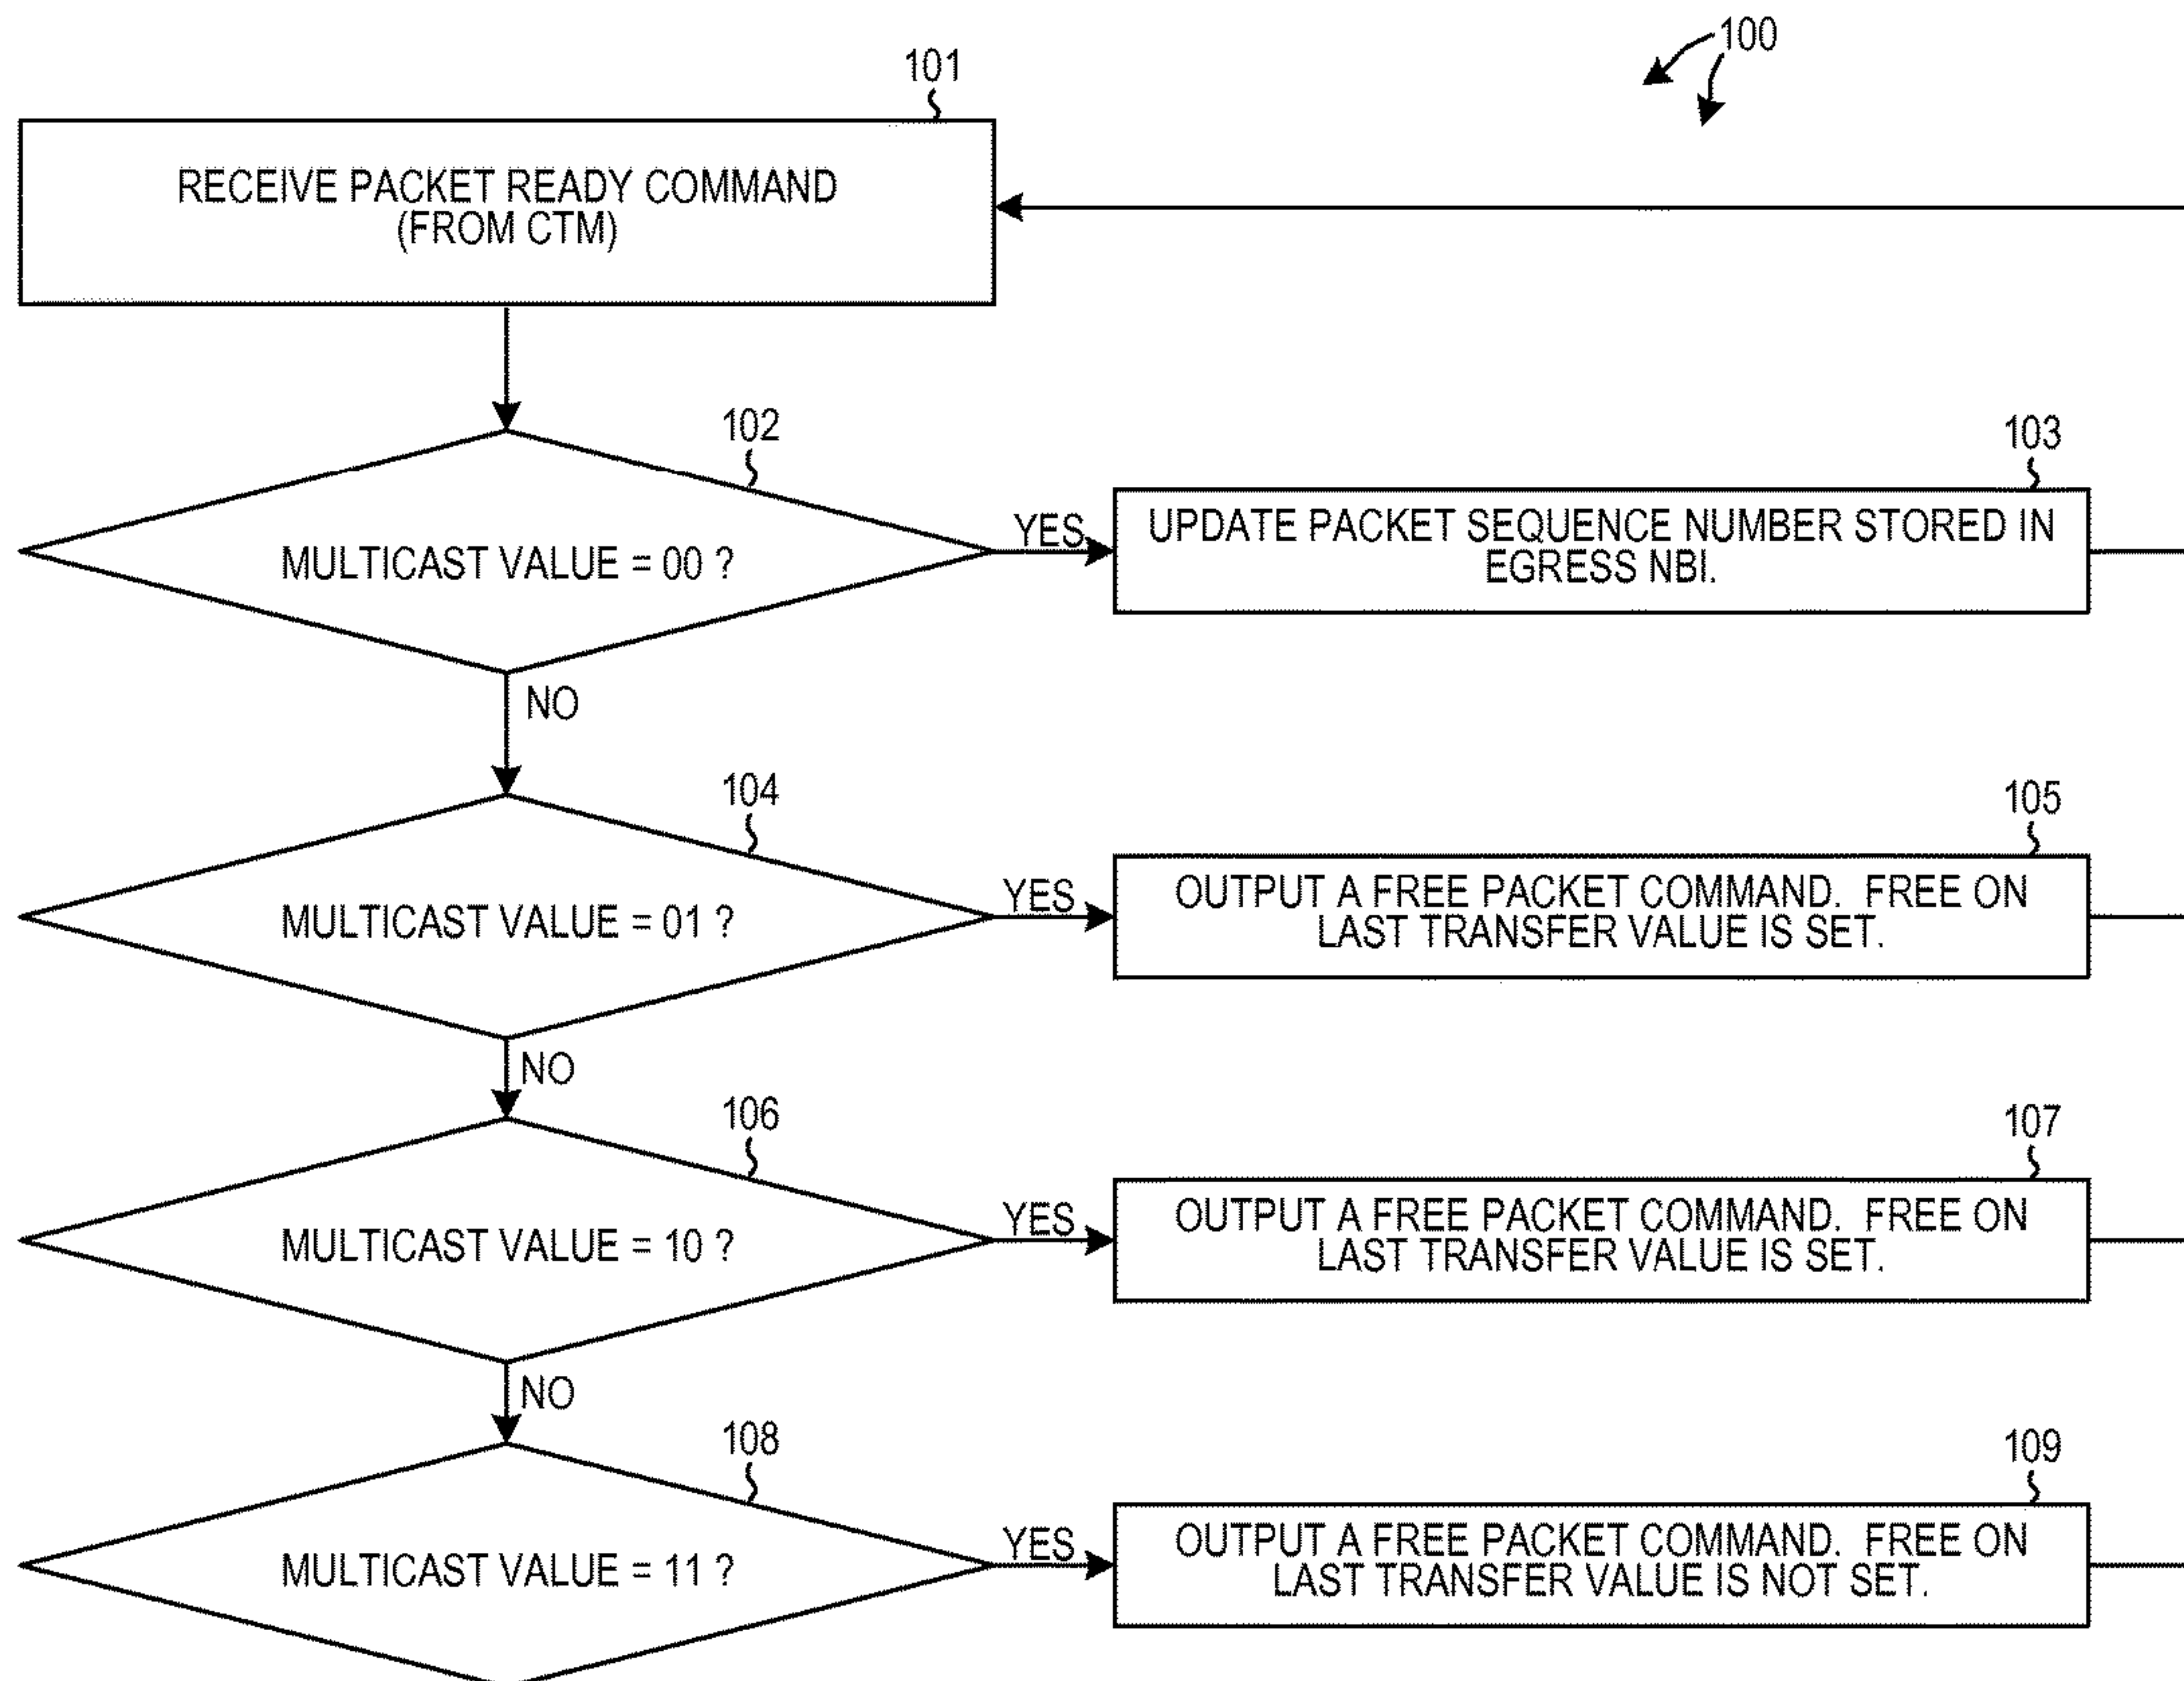 100
101
RECEIVE PACKET READY COMMAND
(FROM CTM)
102
MULTICAST VALUE = 00 ?
YES
103
UPDATE PACKET SEQUENCE NUMBER STORED IN
EGRESS NBI.
NO
104
MULTICAST VALUE = 01 ?
YES
105
OUTPUT A FREE PACKET COMMAND. FREE ON
LAST TRANSFER VALUE IS SET.
NO
106
MULTICAST VALUE = 10 ?
YES
107
OUTPUT A FREE PACKET COMMAND. FREE ON
LAST TRANSFER VALUE IS SET.
NO
108
MULTICAST VALUE = 11 ?
YES
109
OUTPUT A FREE PACKET COMMAND. FREE ON
LAST TRANSFER VALUE IS NOT SET.